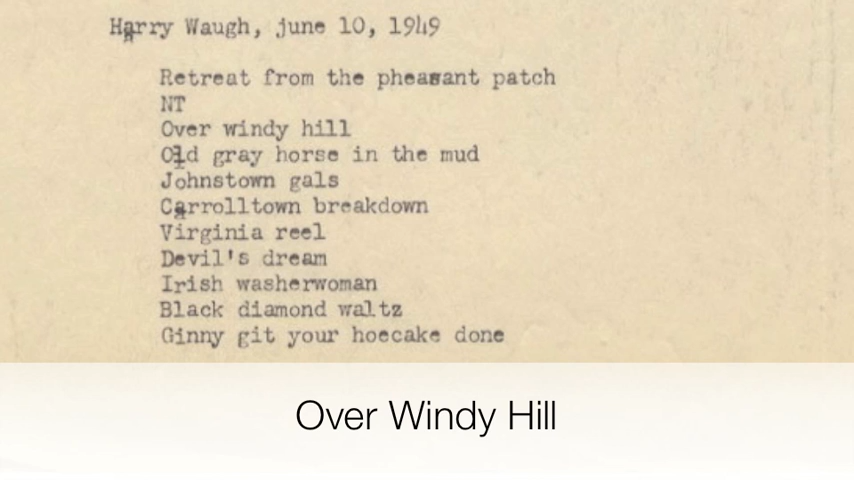 Harry Waugh, june 10, 1949
Retreat from the pheasant patch
NT
Over windy hill
Old gray horse in the mud
Johnstown gals
Carrolltown breakdown
Virginia reel
Devil's dream
Irish washerwoman
Black diamond waltz
Ginny git your hoecake done
Over Windy Hill